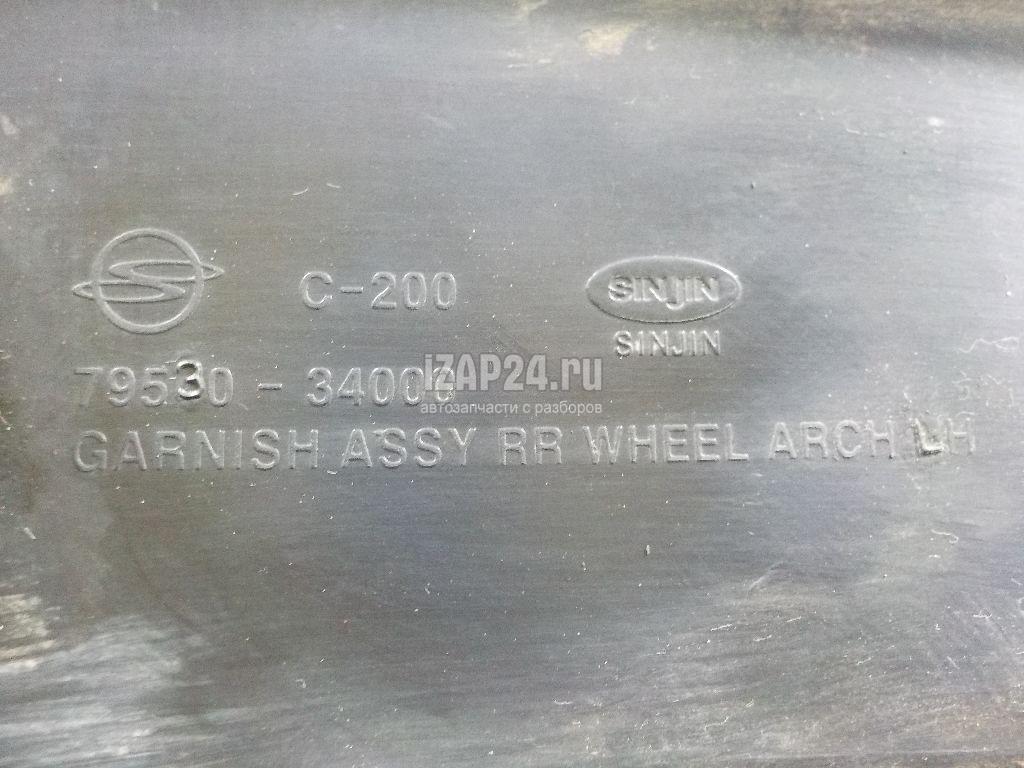 C-200
SINJIN
SINJIN
79530 - 34000
iZAP24.ru
автозапчасти с разборов
GARNISH ASSY RR WHEEL ARCH LH